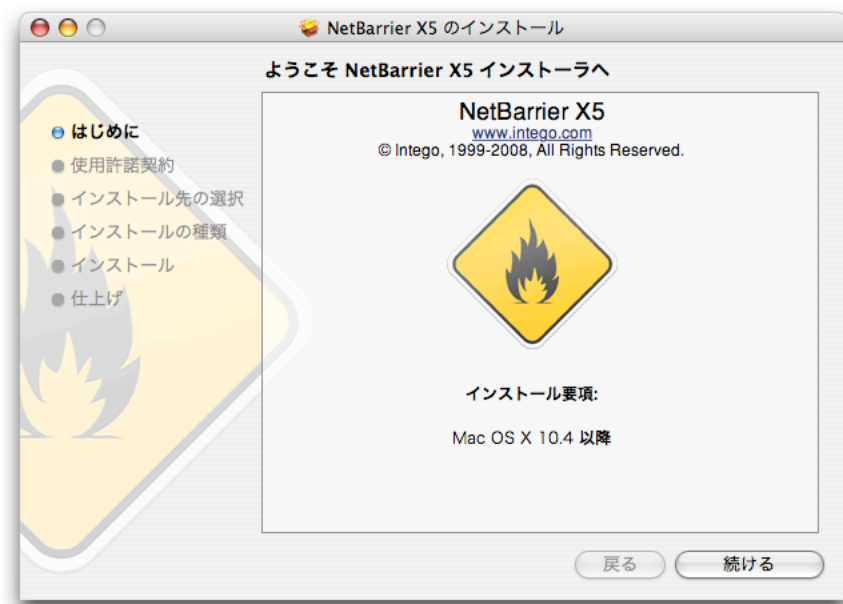 NetBarrier X5 のインストール
ようこそ NetBarrier X5 インストーラへ
はじめに
使用許諾契約
インストール先の選択
インストールの種類
インストール
仕上げ
NetBarrier X5
www.intego.com
© Intego, 1999-2008, All Rights Reserved.
インストール要項:
Mac OS X 10.4 以降
戻る
続ける